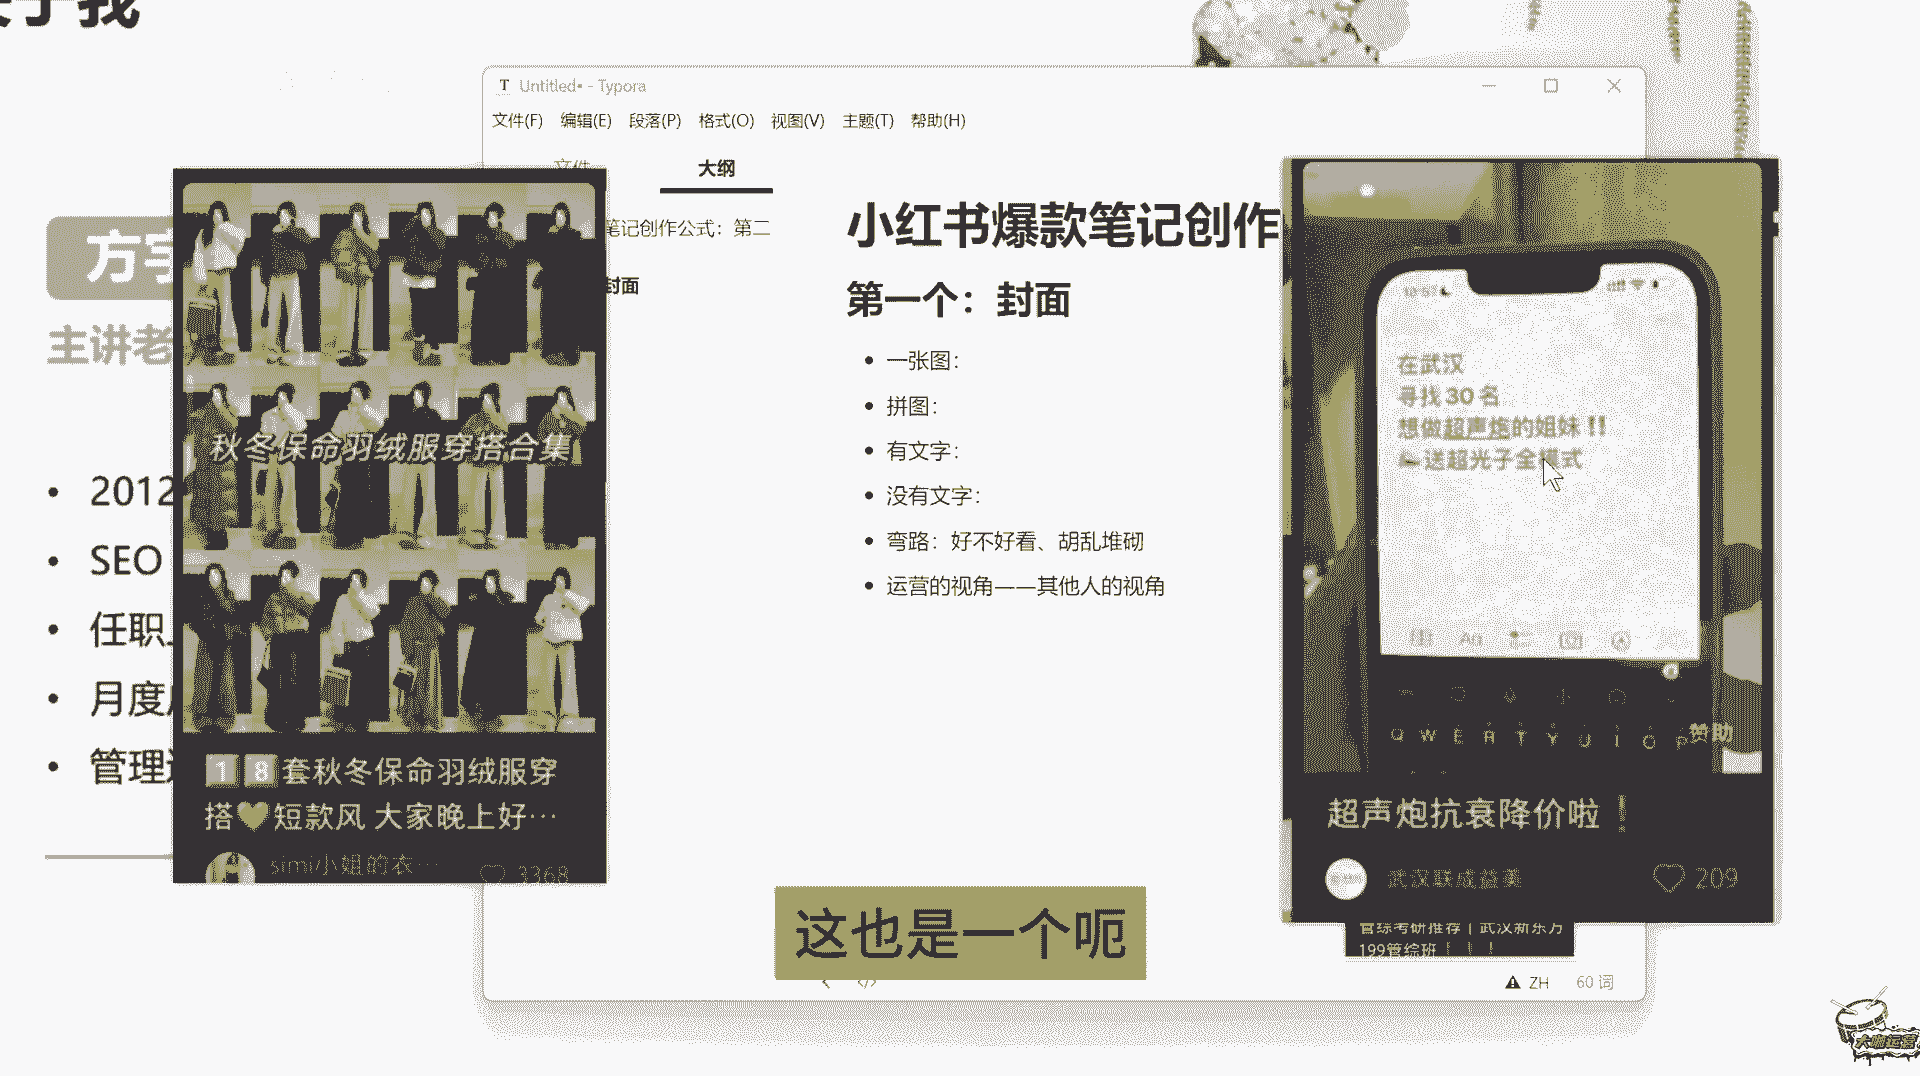 Untitled• - Typora
文件(F) 编辑(E) 段落(P) 格式(O) 视图(V) 主题(T) 帮助(H)
文件 大纲
笔记创作公式：第二
封面
小红书爆款笔记创作
第一个：封面
一张图：
拼图：
有文字：
没有文字：
弯路：好不好看、胡乱堆砌
运营的视角——其他人的视角
主讲老
2012
SEO
任职
月度
管理
秋冬保命羽绒服穿搭合集
18套秋冬保命羽绒服穿
搭🖤短款风 大家晚上好…
simi小姐的衣…
3368
10:57
在武汉
寻找 30 名
想做超声炮的姐妹 !!
送超光子全模式
Aa
Q W E R T Y U I O P
赞助
超声炮抗衰降价啦！
武汉联成益美
209
管综考研推荐｜武汉新东方
199管综班！！！
这也是一个呃
ZH 60 词
大咖运营